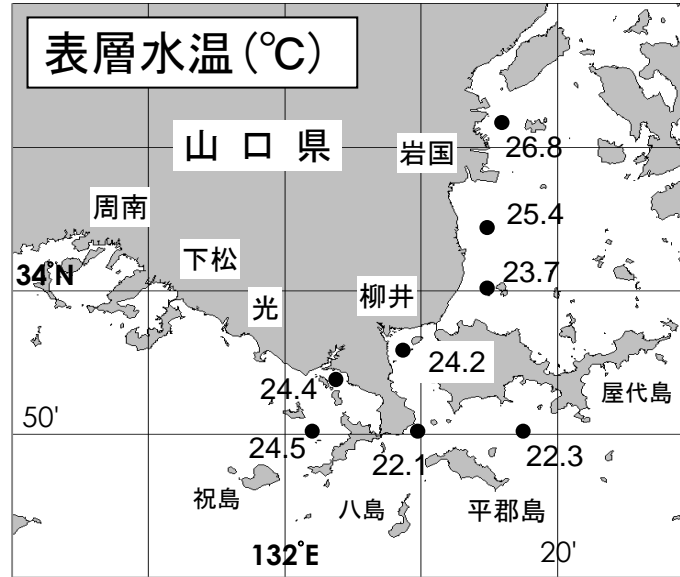 表層水温(℃)
山口県
岩国
26.8
周南
25.4
下松
34°N
23.7
光
柳井
24.2
24.4
屋代島
50'
24.5
22.1
22.3
祝島
八島
平郡島
132°E
20'